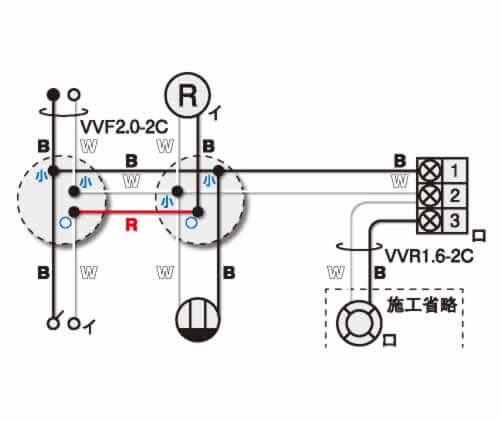 R
イ
VVF2.0-2C
B W B W B W
小 小 小 小
1
2
3
R
ロ
VVR1.6-2C
B W W B W B
施工省略
イ
ロ